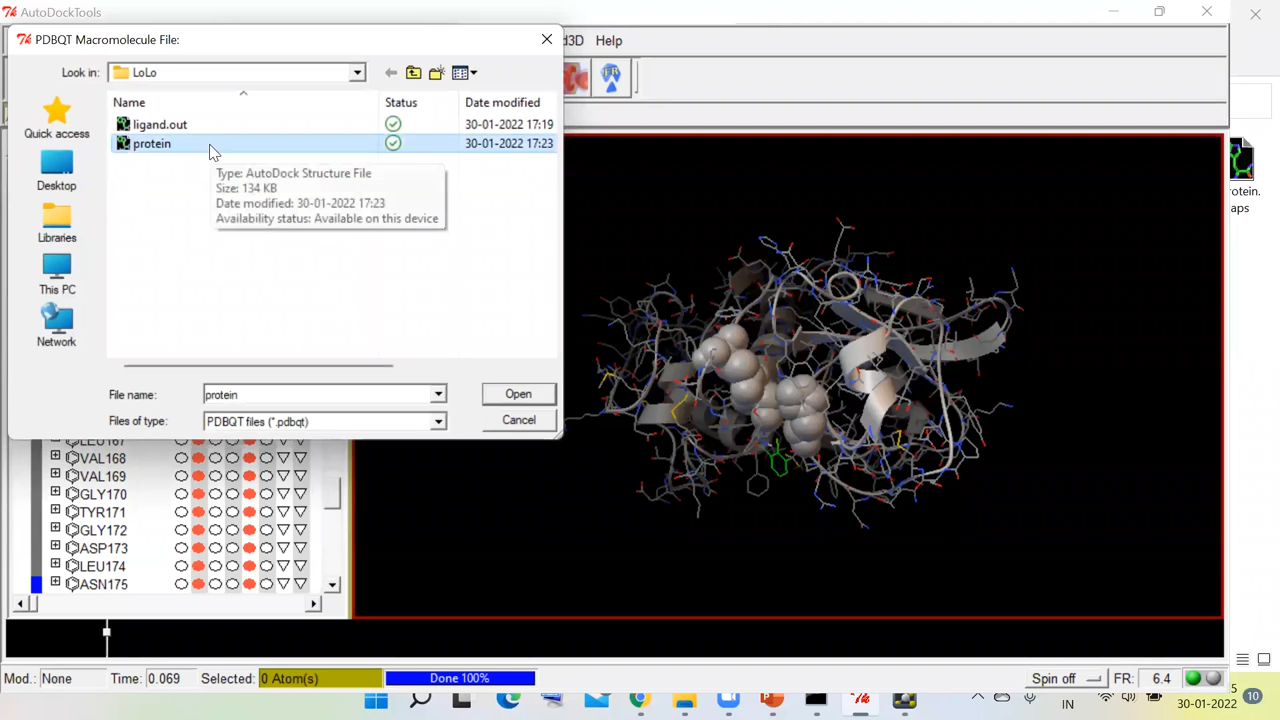 AutoDockTools
PDBQT Macromolecule File:
d3D Help
Look in: LoLo
Name Status Date modified
ligand.out 30-01-2022 17:19
protein 30-01-2022 17:23
Type: AutoDock Structure File
Size: 134 KB
Date modified: 30-01-2022 17:23
Availability status: Available on this device
Quick access
Desktop
Libraries
This PC
Network
File name: protein Open
Files of type: PDBQT files (*.pdbqt) Cancel
rotein.
aps
LEU167
VAL168
VAL169
GLY170
TYR171
GLY172
ASP173
LEU174
ASN175
Mod.: None Time: 0.069 Selected: 0 Atom(s) Done 100% Spin off FR: 6.4
IN
5
30-01-2022
10